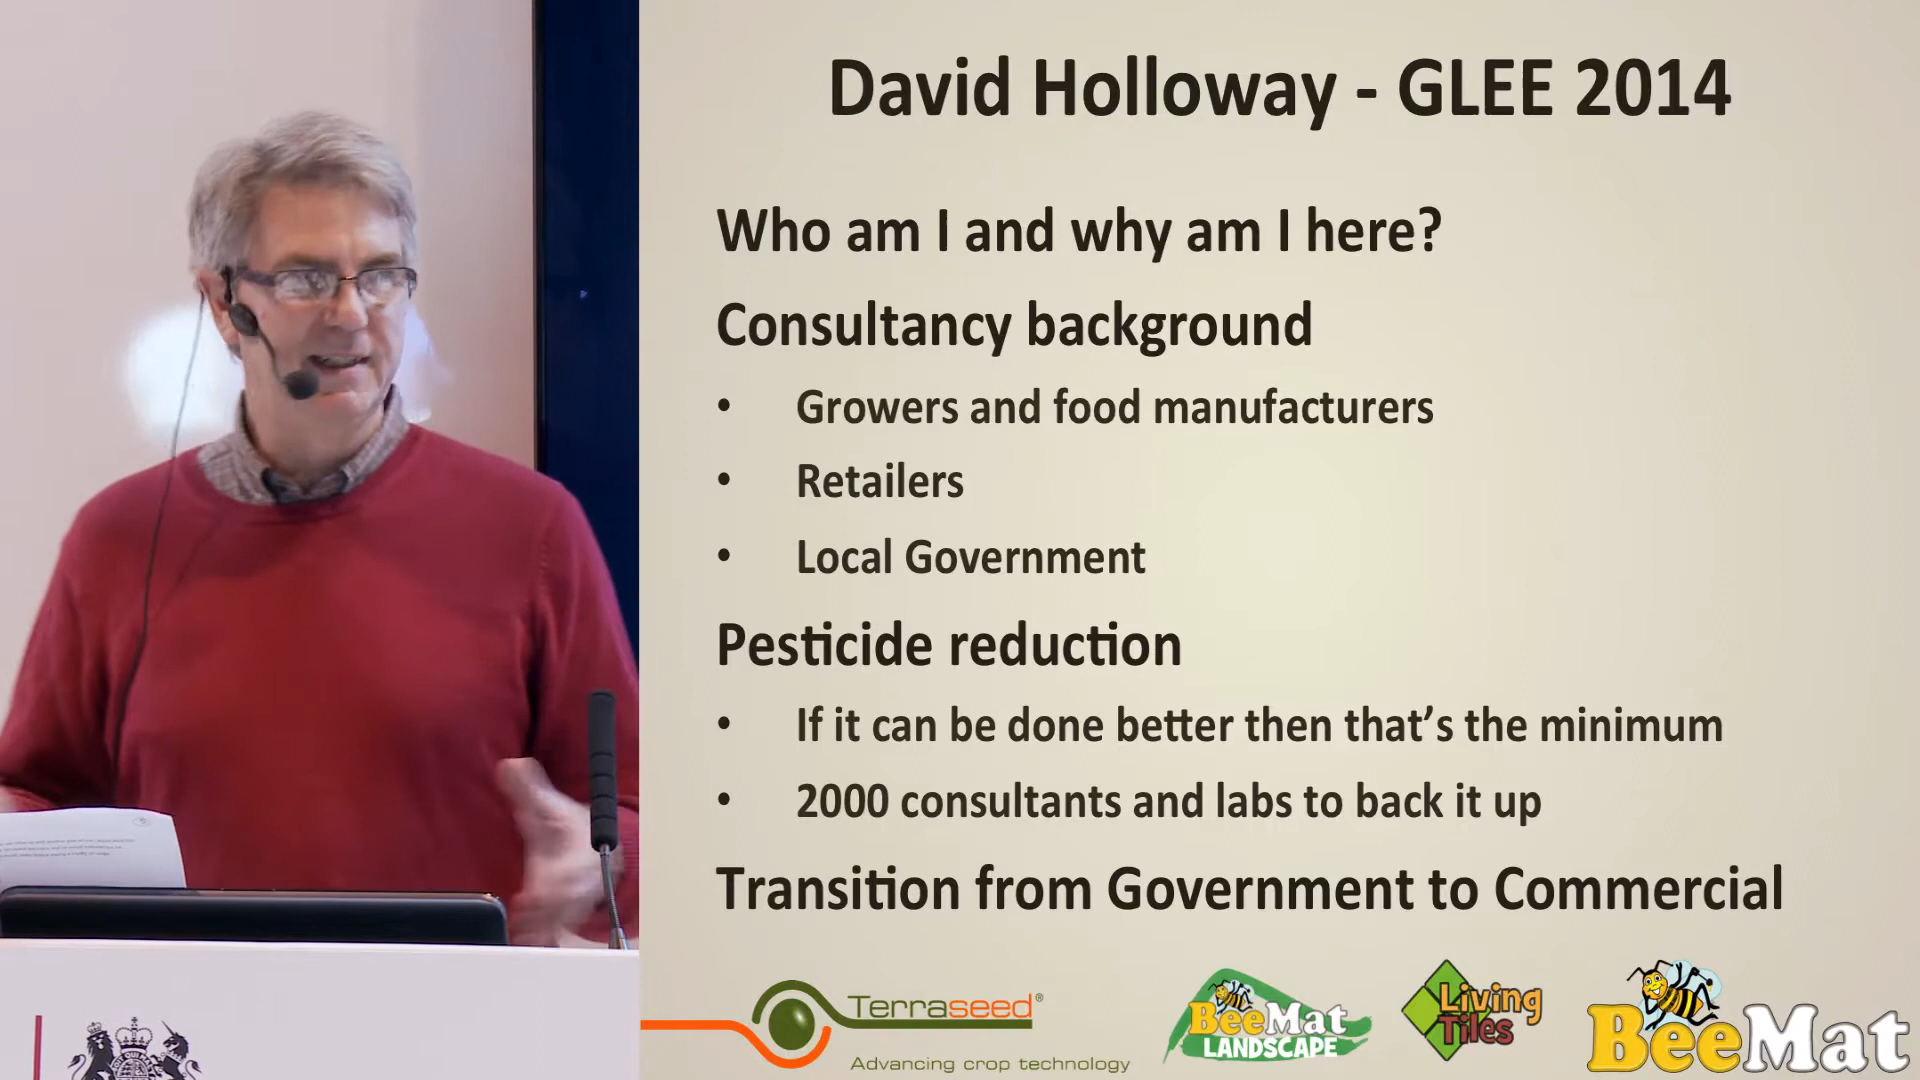 David Holloway - GLEE 2014
Who am I and why am I here?
Consultancy background
• Growers and food manufacturers
• Retailers
• Local Government
Pesticide reduction
• If it can be done better then that’s the minimum
• 2000 consultants and labs to back it up
Transition from Government to Commercial
Terraseed®
Advancing crop technology
BeeMat
LANDSCAPE
Living
Tiles
BeeMat